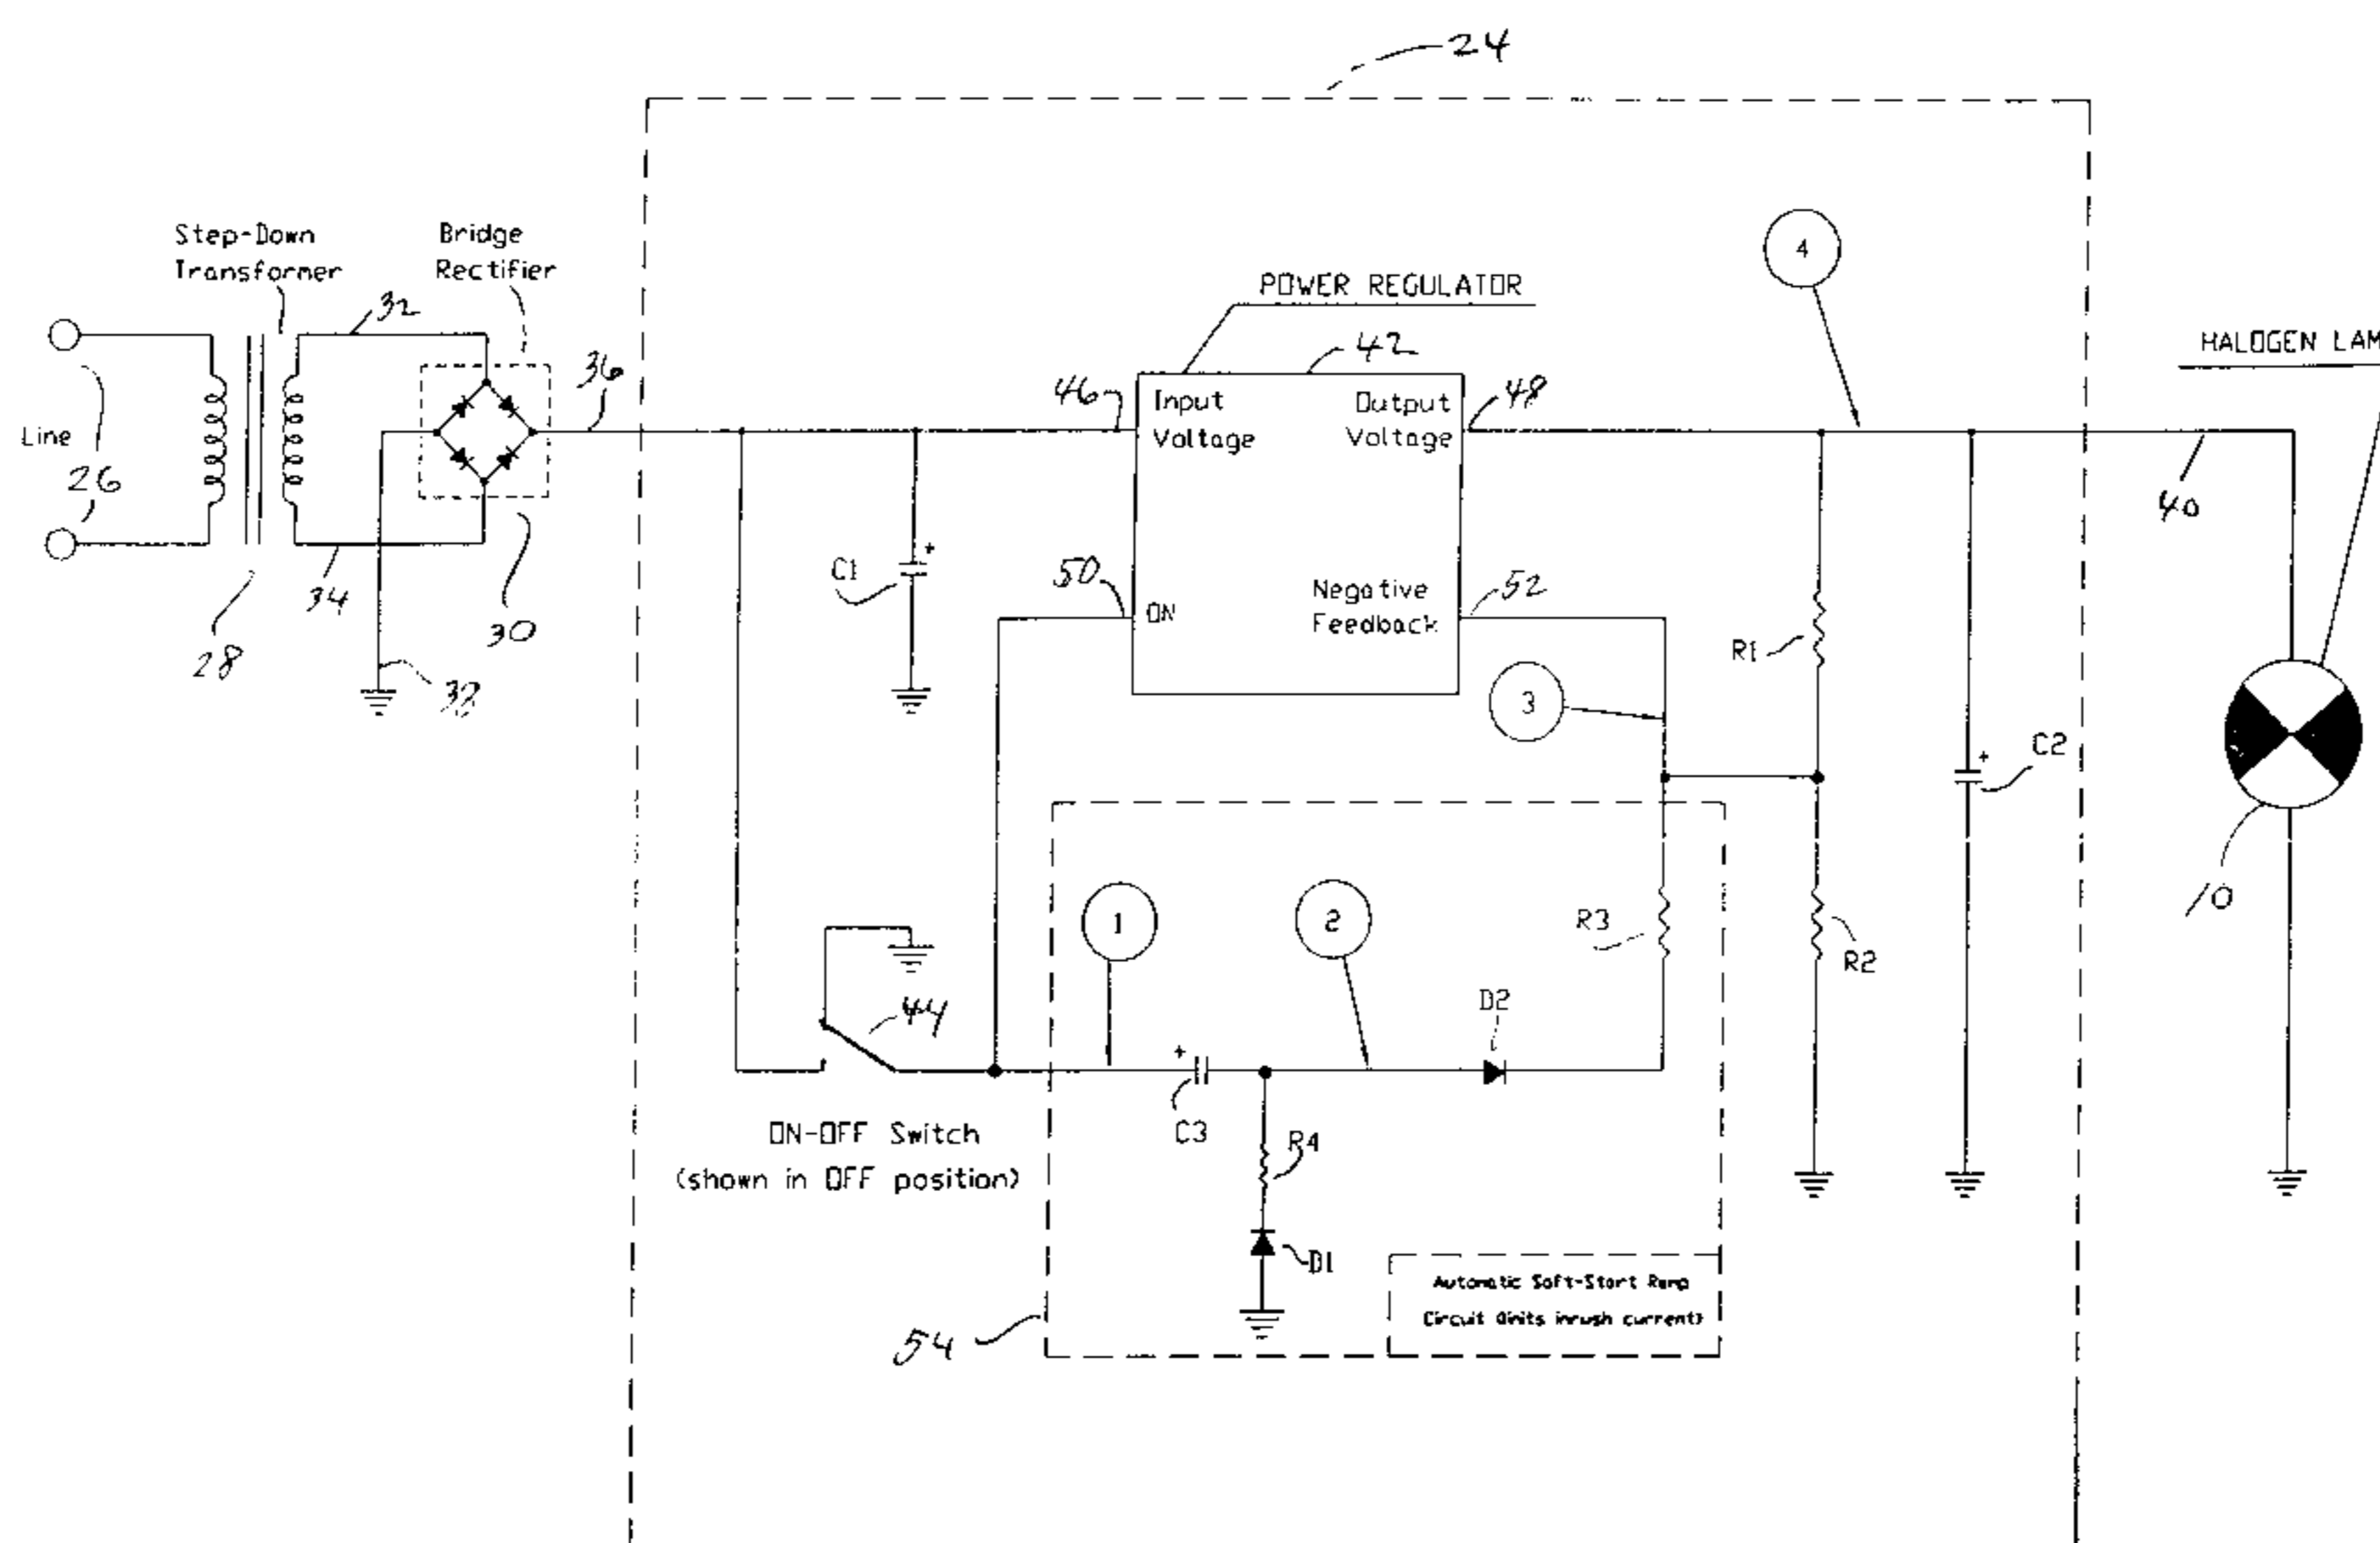 24
Step-Down
Transformer
Bridge
Rectifier
Line
26
28
32
34
30
36
38
POWER REGULATOR
42
46
Input
Voltage
Output
Voltage
48
50
ON
Negative
Feedback
52
4
HALOGEN LAM
40
C1
R1
3
C2
10
1
2
R3
R2
44
D2
C3
R4
D1
ON-OFF Switch
(shown in OFF position)
54
Automatic Soft-Start Ramp
Circuit (limits inrush current)